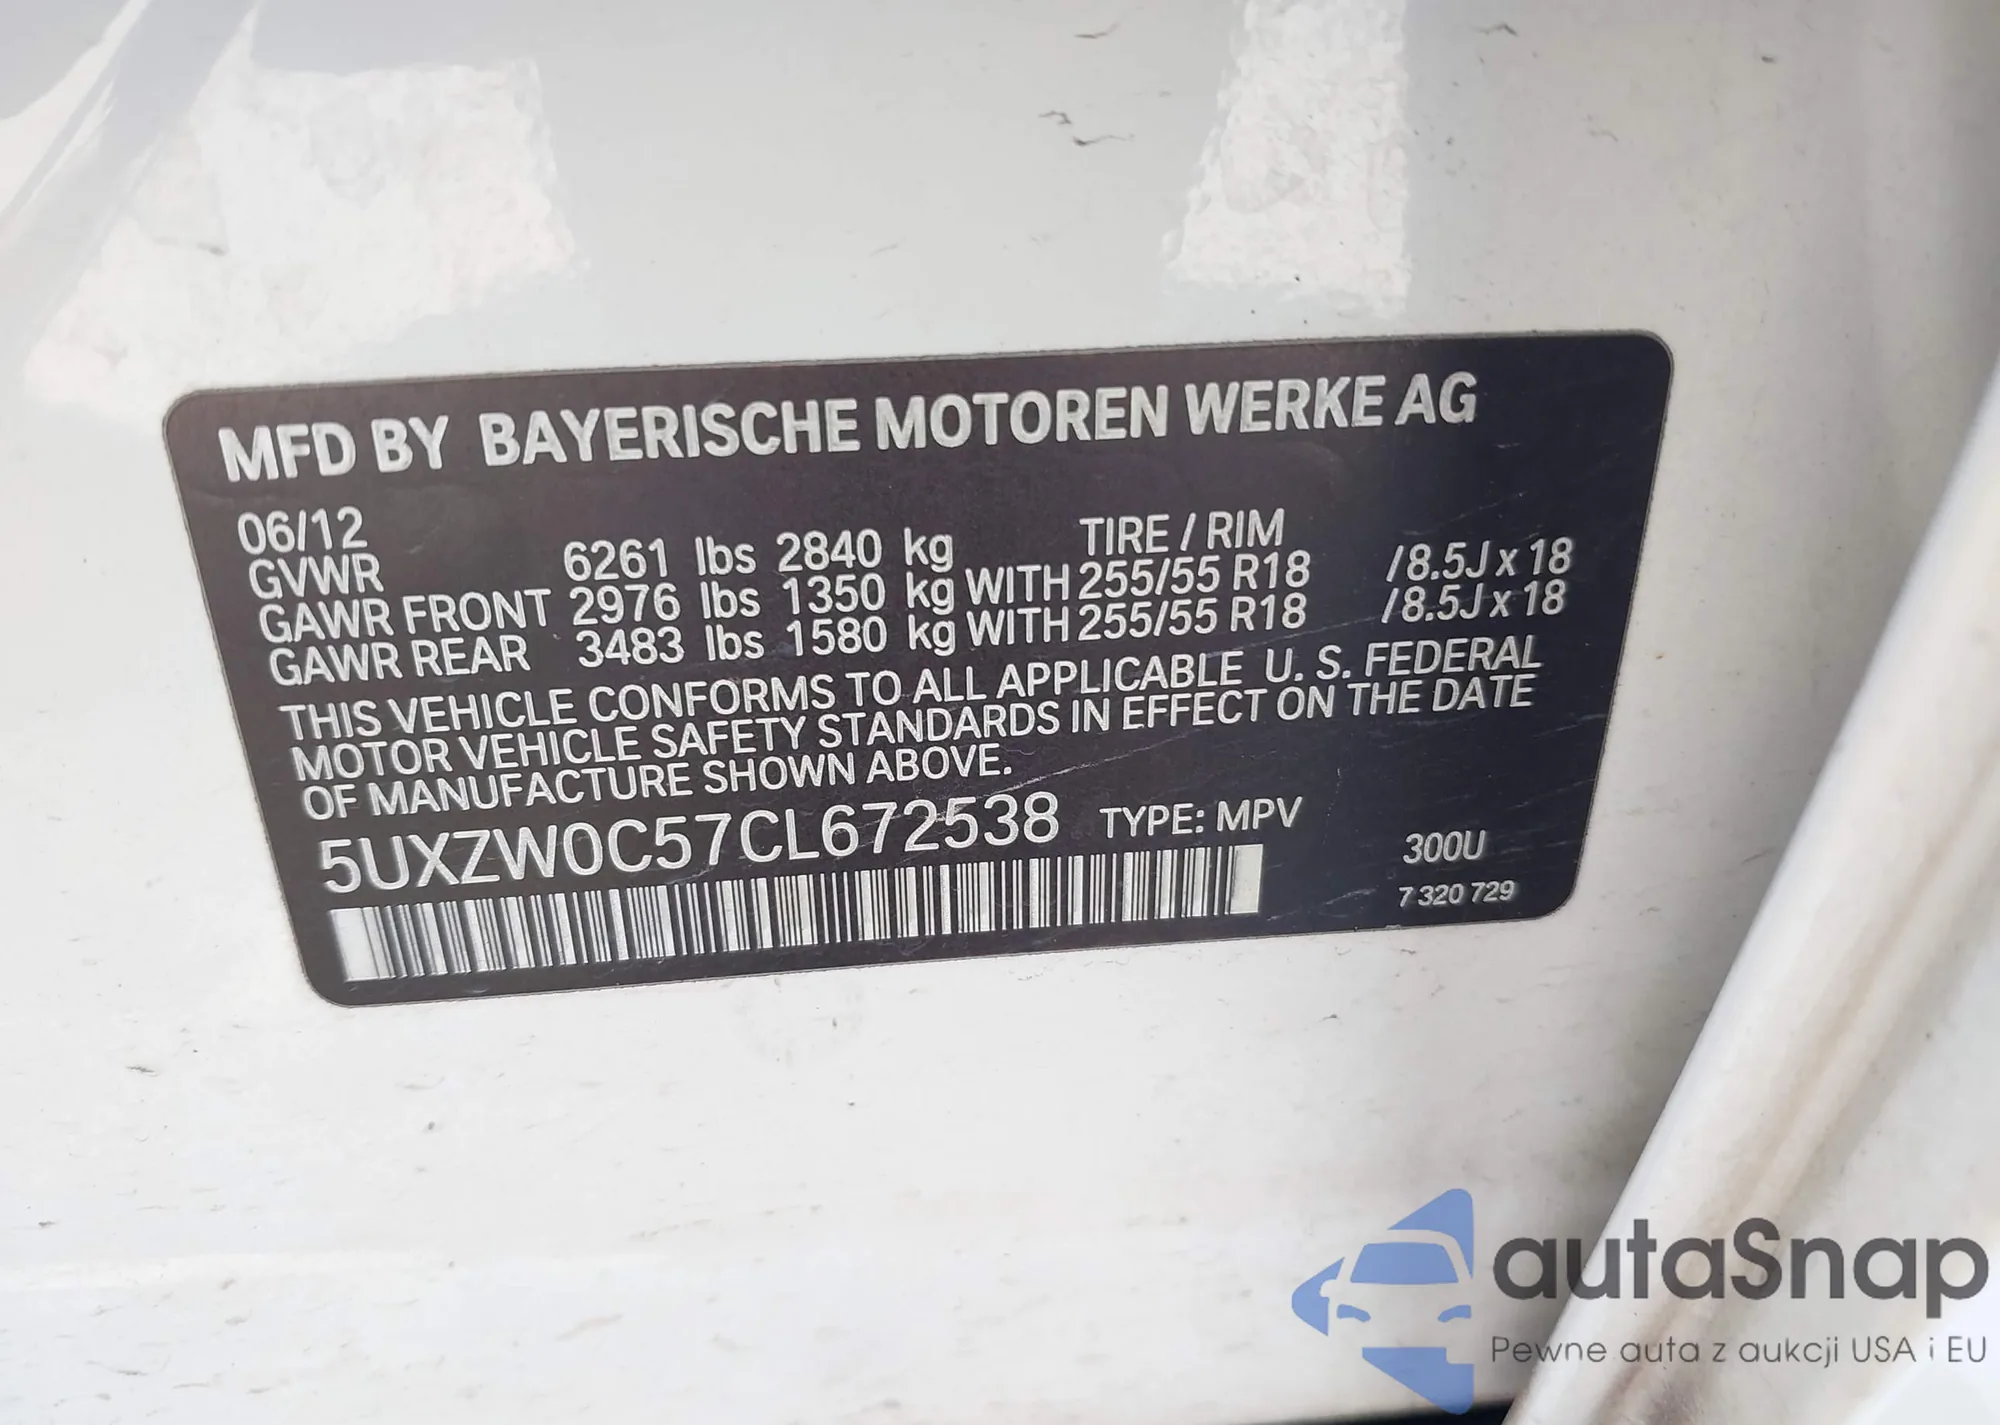 MFD BY BAYERISCHE MOTOREN WERKE AG
06/12 TIRE / RIM
GVWR 6261 lbs 2840 kg
GAWR FRONT 2976 lbs 1350 kg WITH 255/55 R18 /8.5J x 18
GAWR REAR 3483 lbs 1580 kg WITH 255/55 R18 /8.5J x 18
THIS VEHICLE CONFORMS TO ALL APPLICABLE U. S. FEDERAL
MOTOR VEHICLE SAFETY STANDARDS IN EFFECT ON THE DATE
OF MANUFACTURE SHOWN ABOVE.
5UXZW0C57CL672538 TYPE: MPV
300U
7 320 729
autaSnap
Pewne auta z aukcji USA i EU